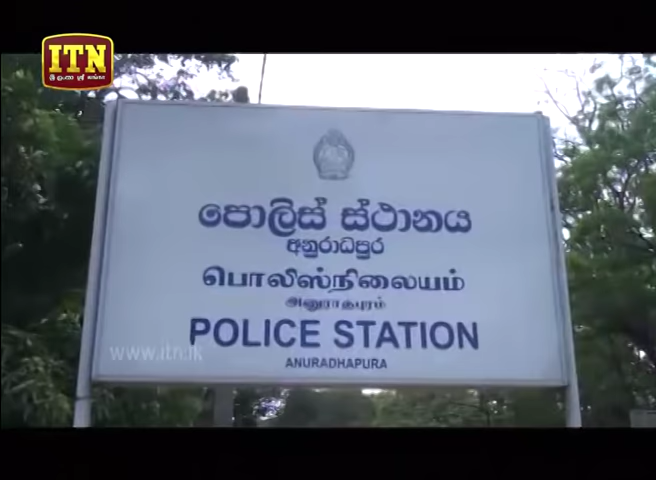 ITN
පොලිස් ස්ථානය
අනුරාධපුර
பொலிஸ்நிலையம்
அனுராதபுரம்
POLICE STATION
ANURADHAPURA
www.itn.lk